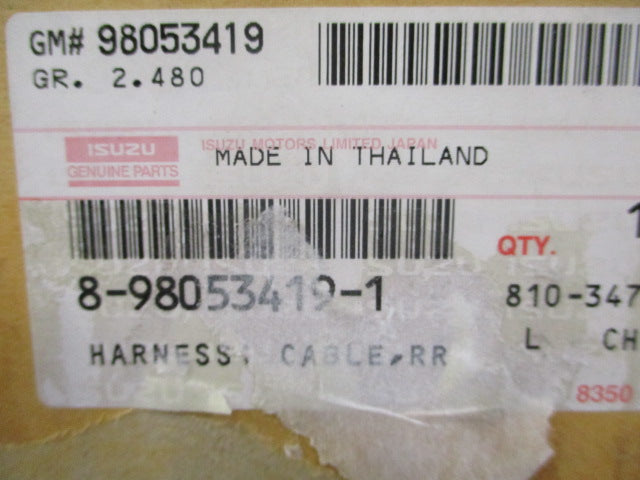 GM# 98053419
GR. 2.480
ISUZU
GENUINE PARTS
ISUZU MOTORS LIMITED, JAPAN
MADE IN THAILAND
QTY. 1
8-98053419-1
810-347
HARNESS; CABLE,RR
L CH
8350